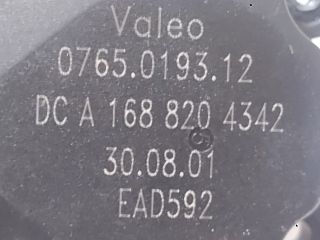 Valeo
0765.0193.12
DC A 168 820 4342
30.08.01
EAD592